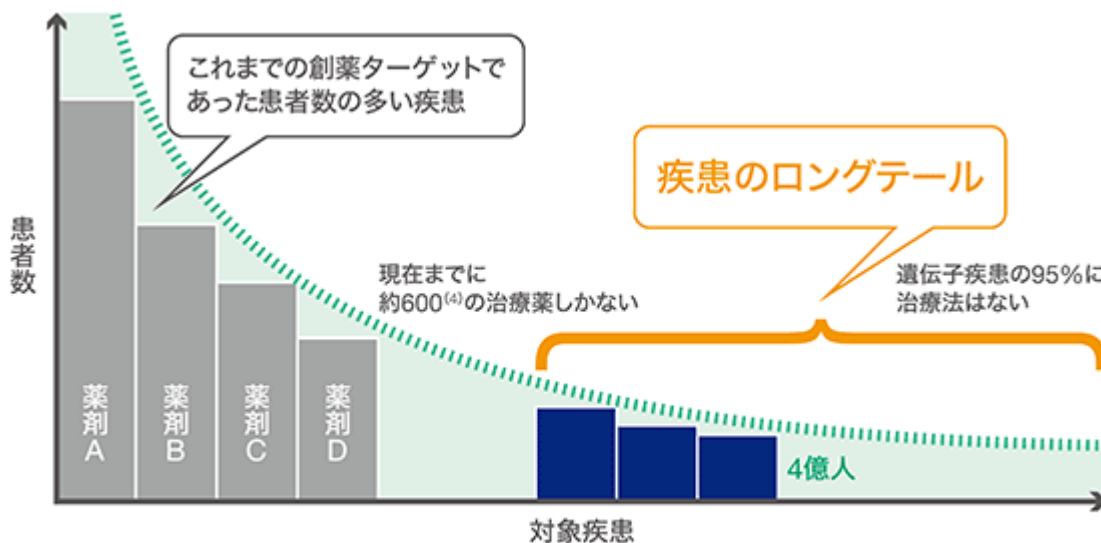 これまでの創薬ターゲットで
あった患者数の多い疾患
疾患のロングテール
患者数
現在までに
約600⁽⁴⁾の治療薬しかない
遺伝子疾患の95%に
治療法はない
薬剤A
薬剤B
薬剤C
薬剤D
4億人
対象疾患